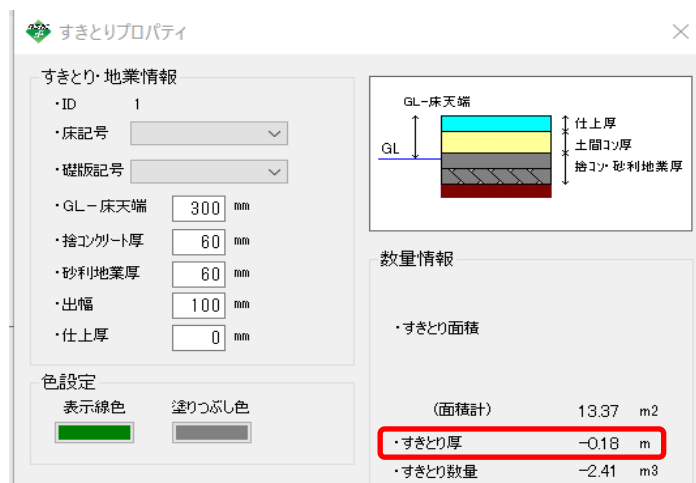 すきとりプロパティ
すきとり・地業情報
・ID 1
・床記号
・礎版記号
・GL－床天端 300 mm
・捨コンクリート厚 60 mm
・砂利地業厚 60 mm
・出幅 100 mm
・仕上厚 0 mm
色設定
表示線色 塗りつぶし色
GL-床天端
GL
仕上厚
土間コン厚
捨コン・砂利地業厚
数量情報
・すきとり面積
(面積計) 13.37 m2
・すきとり厚 -0.18 m
・すきとり数量 -2.41 m3